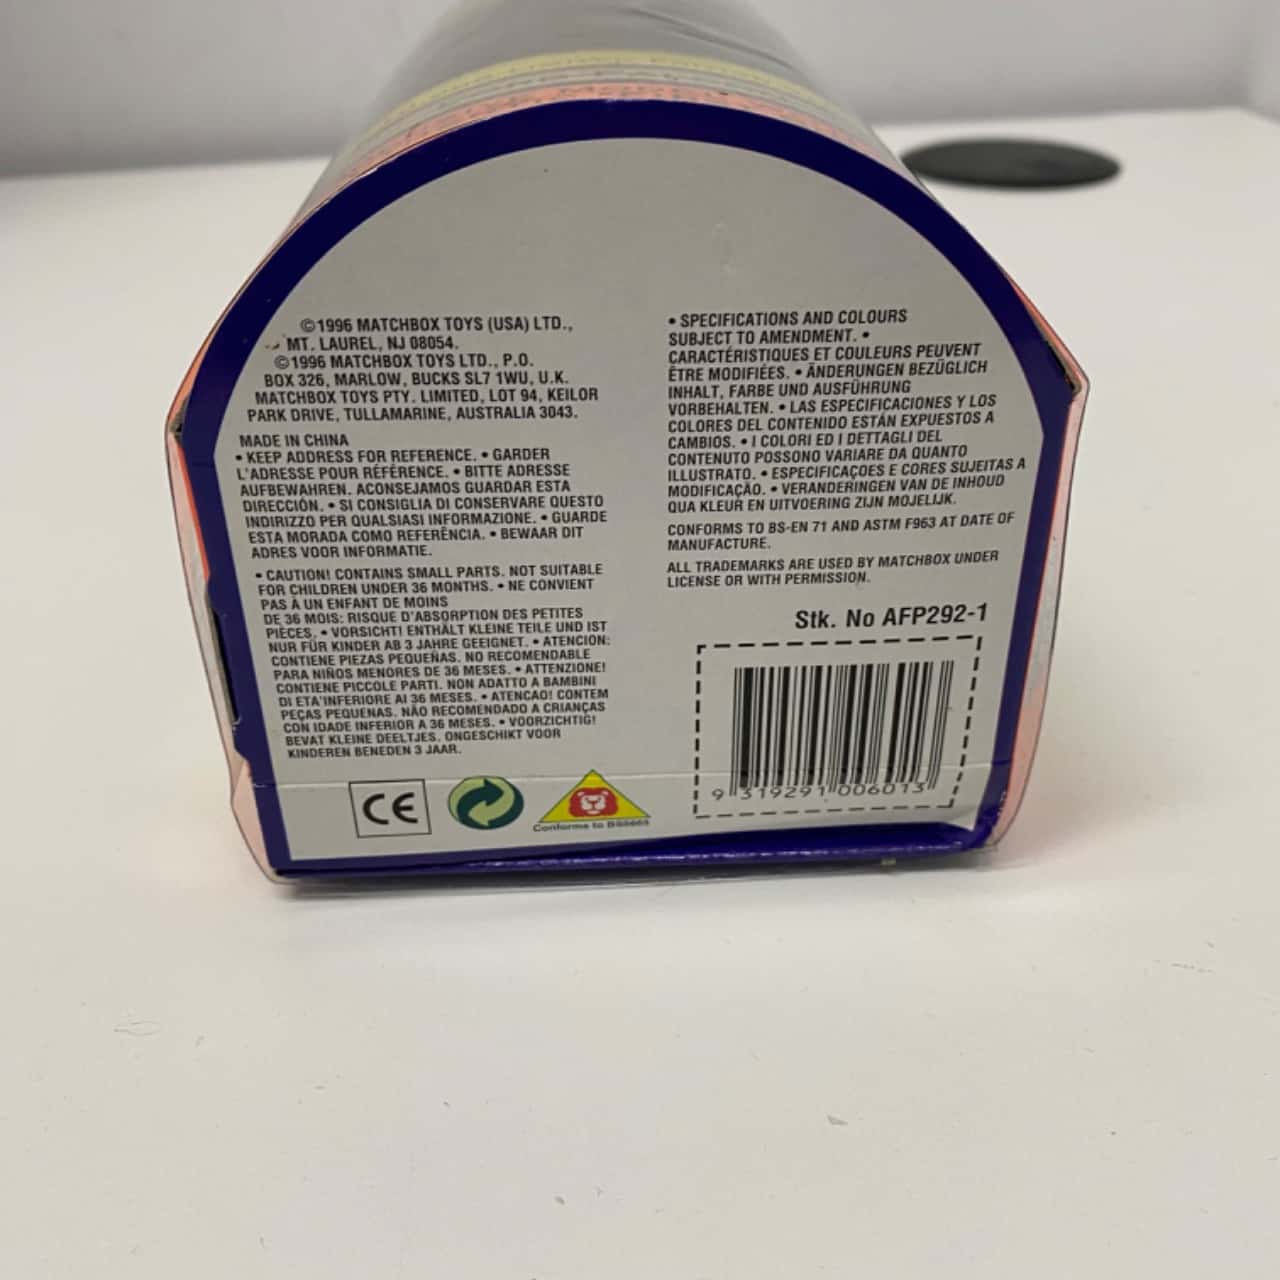 ©1996 MATCHBOX TOYS (USA) LTD.,
MT. LAUREL, NJ 08054.
©1996 MATCHBOX TOYS LTD., P.O.
BOX 326, MARLOW, BUCKS SL7 1WU, U.K.
MATCHBOX TOYS PTY. LIMITED, LOT 94, KEILOR
PARK DRIVE, TULLAMARINE, AUSTRALIA 3043.
MADE IN CHINA
• KEEP ADDRESS FOR REFERENCE. • GARDER
L'ADRESSE POUR RÉFÉRENCE. • BITTE ADRESSE
AUFBEWAHREN. ACONSEJAMOS GUARDAR ESTA
DIRECCIÓN. • SI CONSIGLIA DI CONSERVARE QUESTO
INDIRIZZO PER QUALSIASI INFORMAZIONE. • GUARDE
ESTA MORADA COMO REFERÊNCIA. • BEWAAR DIT
ADRES VOOR INFORMATIE.
• CAUTION! CONTAINS SMALL PARTS. NOT SUITABLE
FOR CHILDREN UNDER 36 MONTHS. • NE CONVIENT
PAS À UN ENFANT DE MOINS
DE 36 MOIS: RISQUE D'ABSORPTION DES PETITES
PIÈCES. • VORSICHT! ENTHÄLT KLEINE TEILE UND IST
NUR FÜR KINDER AB 3 JAHRE GEEIGNET. • ATENCION:
CONTIENE PIEZAS PEQUEÑAS. NO RECOMENDABLE
PARA NIÑOS MENORES DE 36 MESES. • ATTENZIONE!
CONTIENE PICCOLE PARTI. NON ADATTO A BAMBINI
DI ETA'INFERIORE AI 36 MESES. • ATENCAO! CONTEM
PEÇAS PEQUENAS. NÃO RECOMENDADO A CRIANÇAS
CON IDADE INFERIOR A 36 MESES. • VOORZICHTIG!
BEVAT KLEINE DEELTJES. ONGESCHIKT VOOR
KINDEREN BENEDEN 3 JAAR.
CE
Conforms to BS5665
• SPECIFICATIONS AND COLOURS
SUBJECT TO AMENDMENT. •
CARACTÉRISTIQUES ET COULEURS PEUVENT
ÊTRE MODIFIÉES. • ÄNDERUNGEN BEZÜGLICH
INHALT, FARBE UND AUSFÜHRUNG
VORBEHALTEN. • LAS ESPECIFICACIONES Y LOS
COLORES DEL CONTENIDO ESTÁN EXPUESTOS A
CAMBIOS. • I COLORI ED I DETTAGLI DEL
CONTENUTO POSSONO VARIARE DA QUANTO
ILLUSTRATO. • ESPECIFICAÇOES E CORES SUJEITAS A
MODIFICAÇÃO. • VERANDERINGEN VAN DE INHOUD
QUA KLEUR EN UITVOERING ZIJN MOJELIJK.
CONFORMS TO BS-EN 71 AND ASTM F963 AT DATE OF
MANUFACTURE.
ALL TRADEMARKS ARE USED BY MATCHBOX UNDER
LICENSE OR WITH PERMISSION.
Stk. No AFP292-1
9 319291 006013